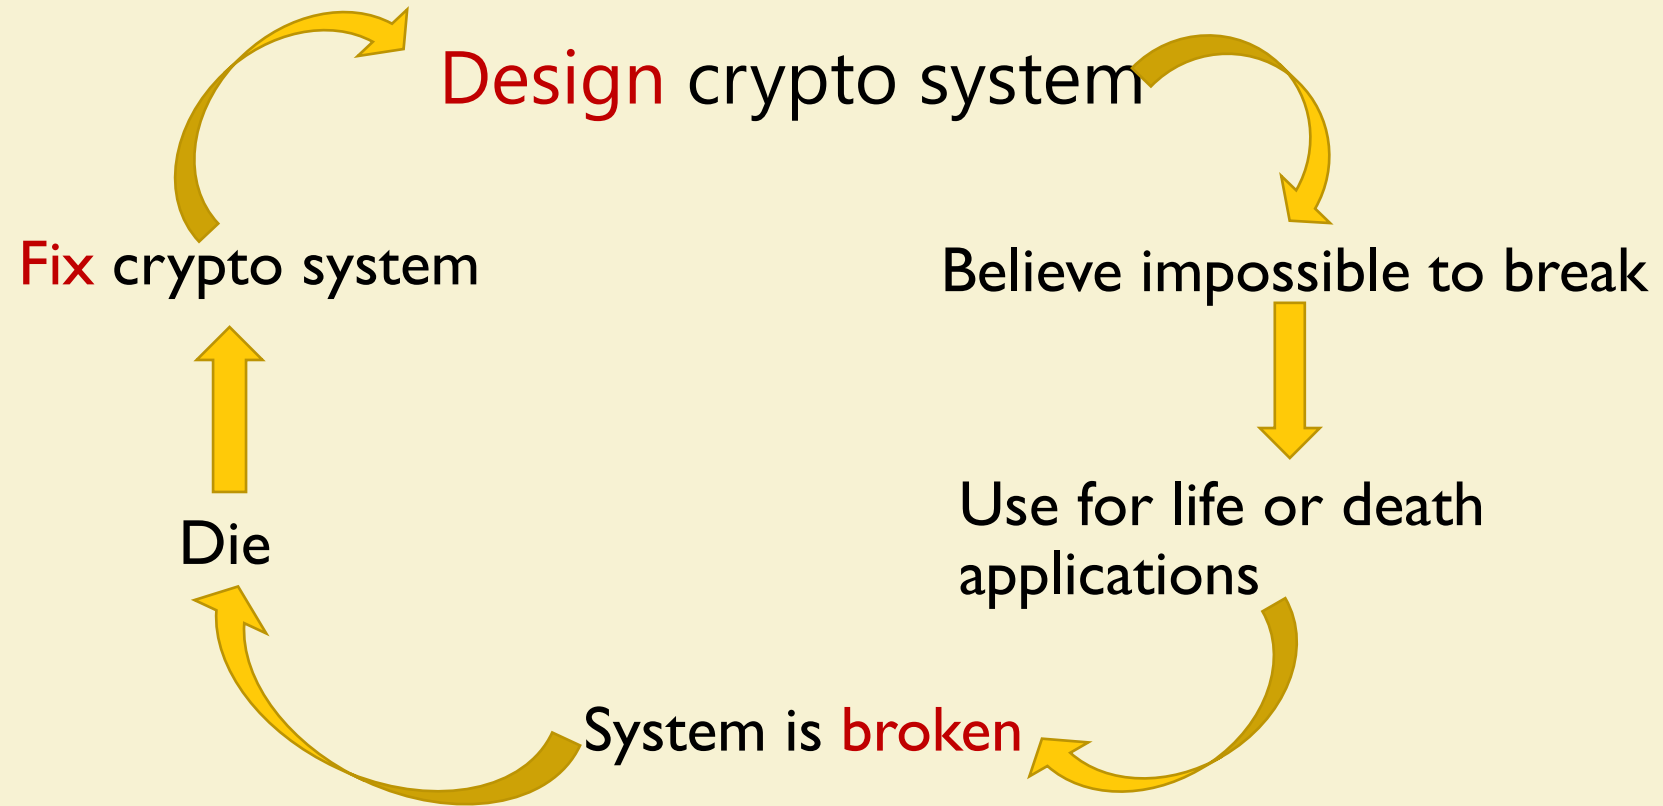 Design crypto system
Fix crypto system
Believe impossible to break
Use for life or death
applications
Die
System is broken